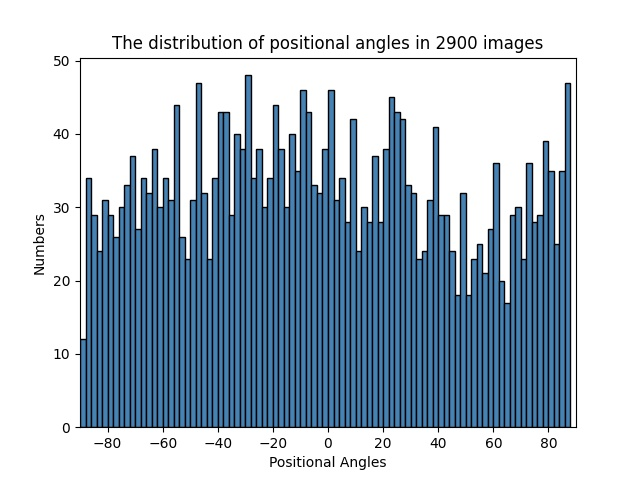 The distribution of positional angles in 2900 images
50
40
30
20
10
0
Numbers
−80 −60 −40 −20 0 20 40 60 80
Positional Angles